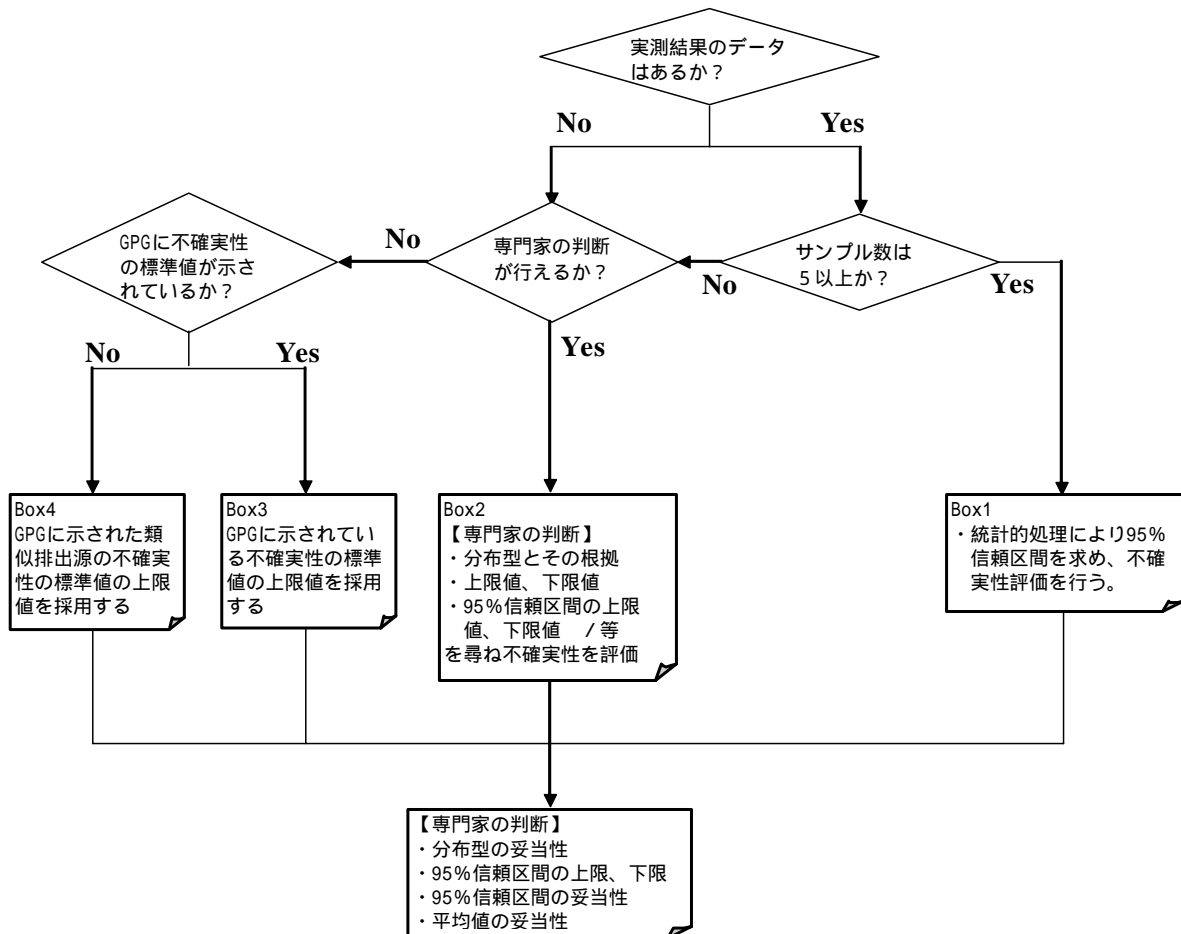 実測結果のデータ
はあるか？
No
Yes
GPGに不確実性
の標準値が示さ
れているか？
No
専門家の判断
が行えるか？
No
サンプル数は
５以上か？
Yes
No
Yes
Yes
Box4
GPGに示された類
似排出源の不確実
性の標準値の上限
値を採用する
Box3
GPGに示されてい
る不確実性の標準
値の上限値を採用
する
Box2
【専門家の判断】
・分布型とその根拠
・上限値、下限値
・95%信頼区間の上限
値、下限値　/等
を尋ね不確実性を評価
Box1
・統計的処理により95%
信頼区間を求め、不確
実性評価を行う。
【専門家の判断】
・分布型の妥当性
・95%信頼区間の上限、下限
・95%信頼区間の妥当性
・平均値の妥当性